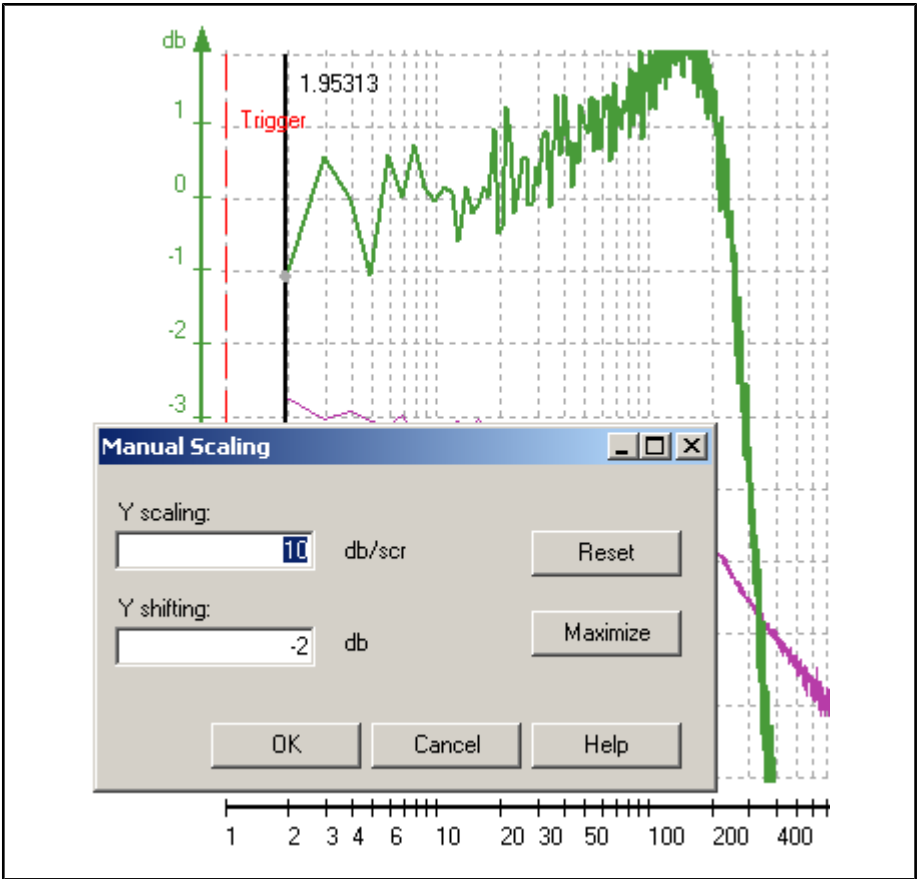 db
1.95313
1
Trigger
0
-1
-2
-3
Manual Scaling
Y scaling:
10 db/scr Reset
Y shifting:
-2 db Maximize
OK Cancel Help
1 2 3 4 6 10 20 30 50 100 200 400